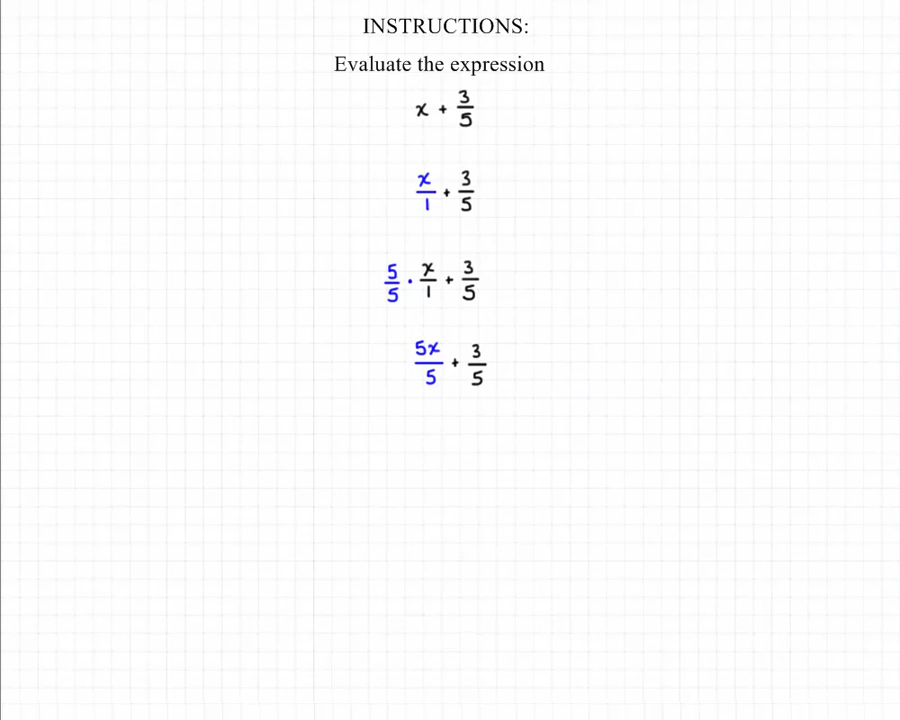 INSTRUCTIONS:
Evaluate the expression
x + 3/5
x/1 + 3/5
5/5 · x/1 + 3/5
5x/5 + 3/5